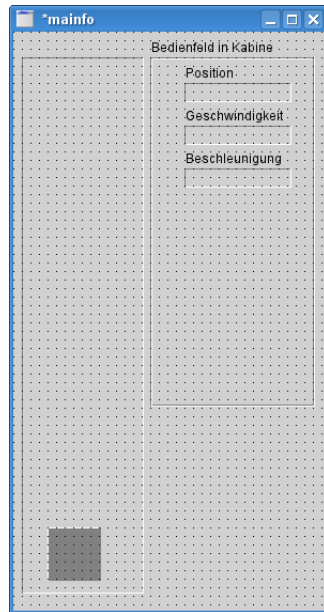 *mainfo
Bedienfeld in Kabine
Position
Geschwindigkeit
Beschleunigung